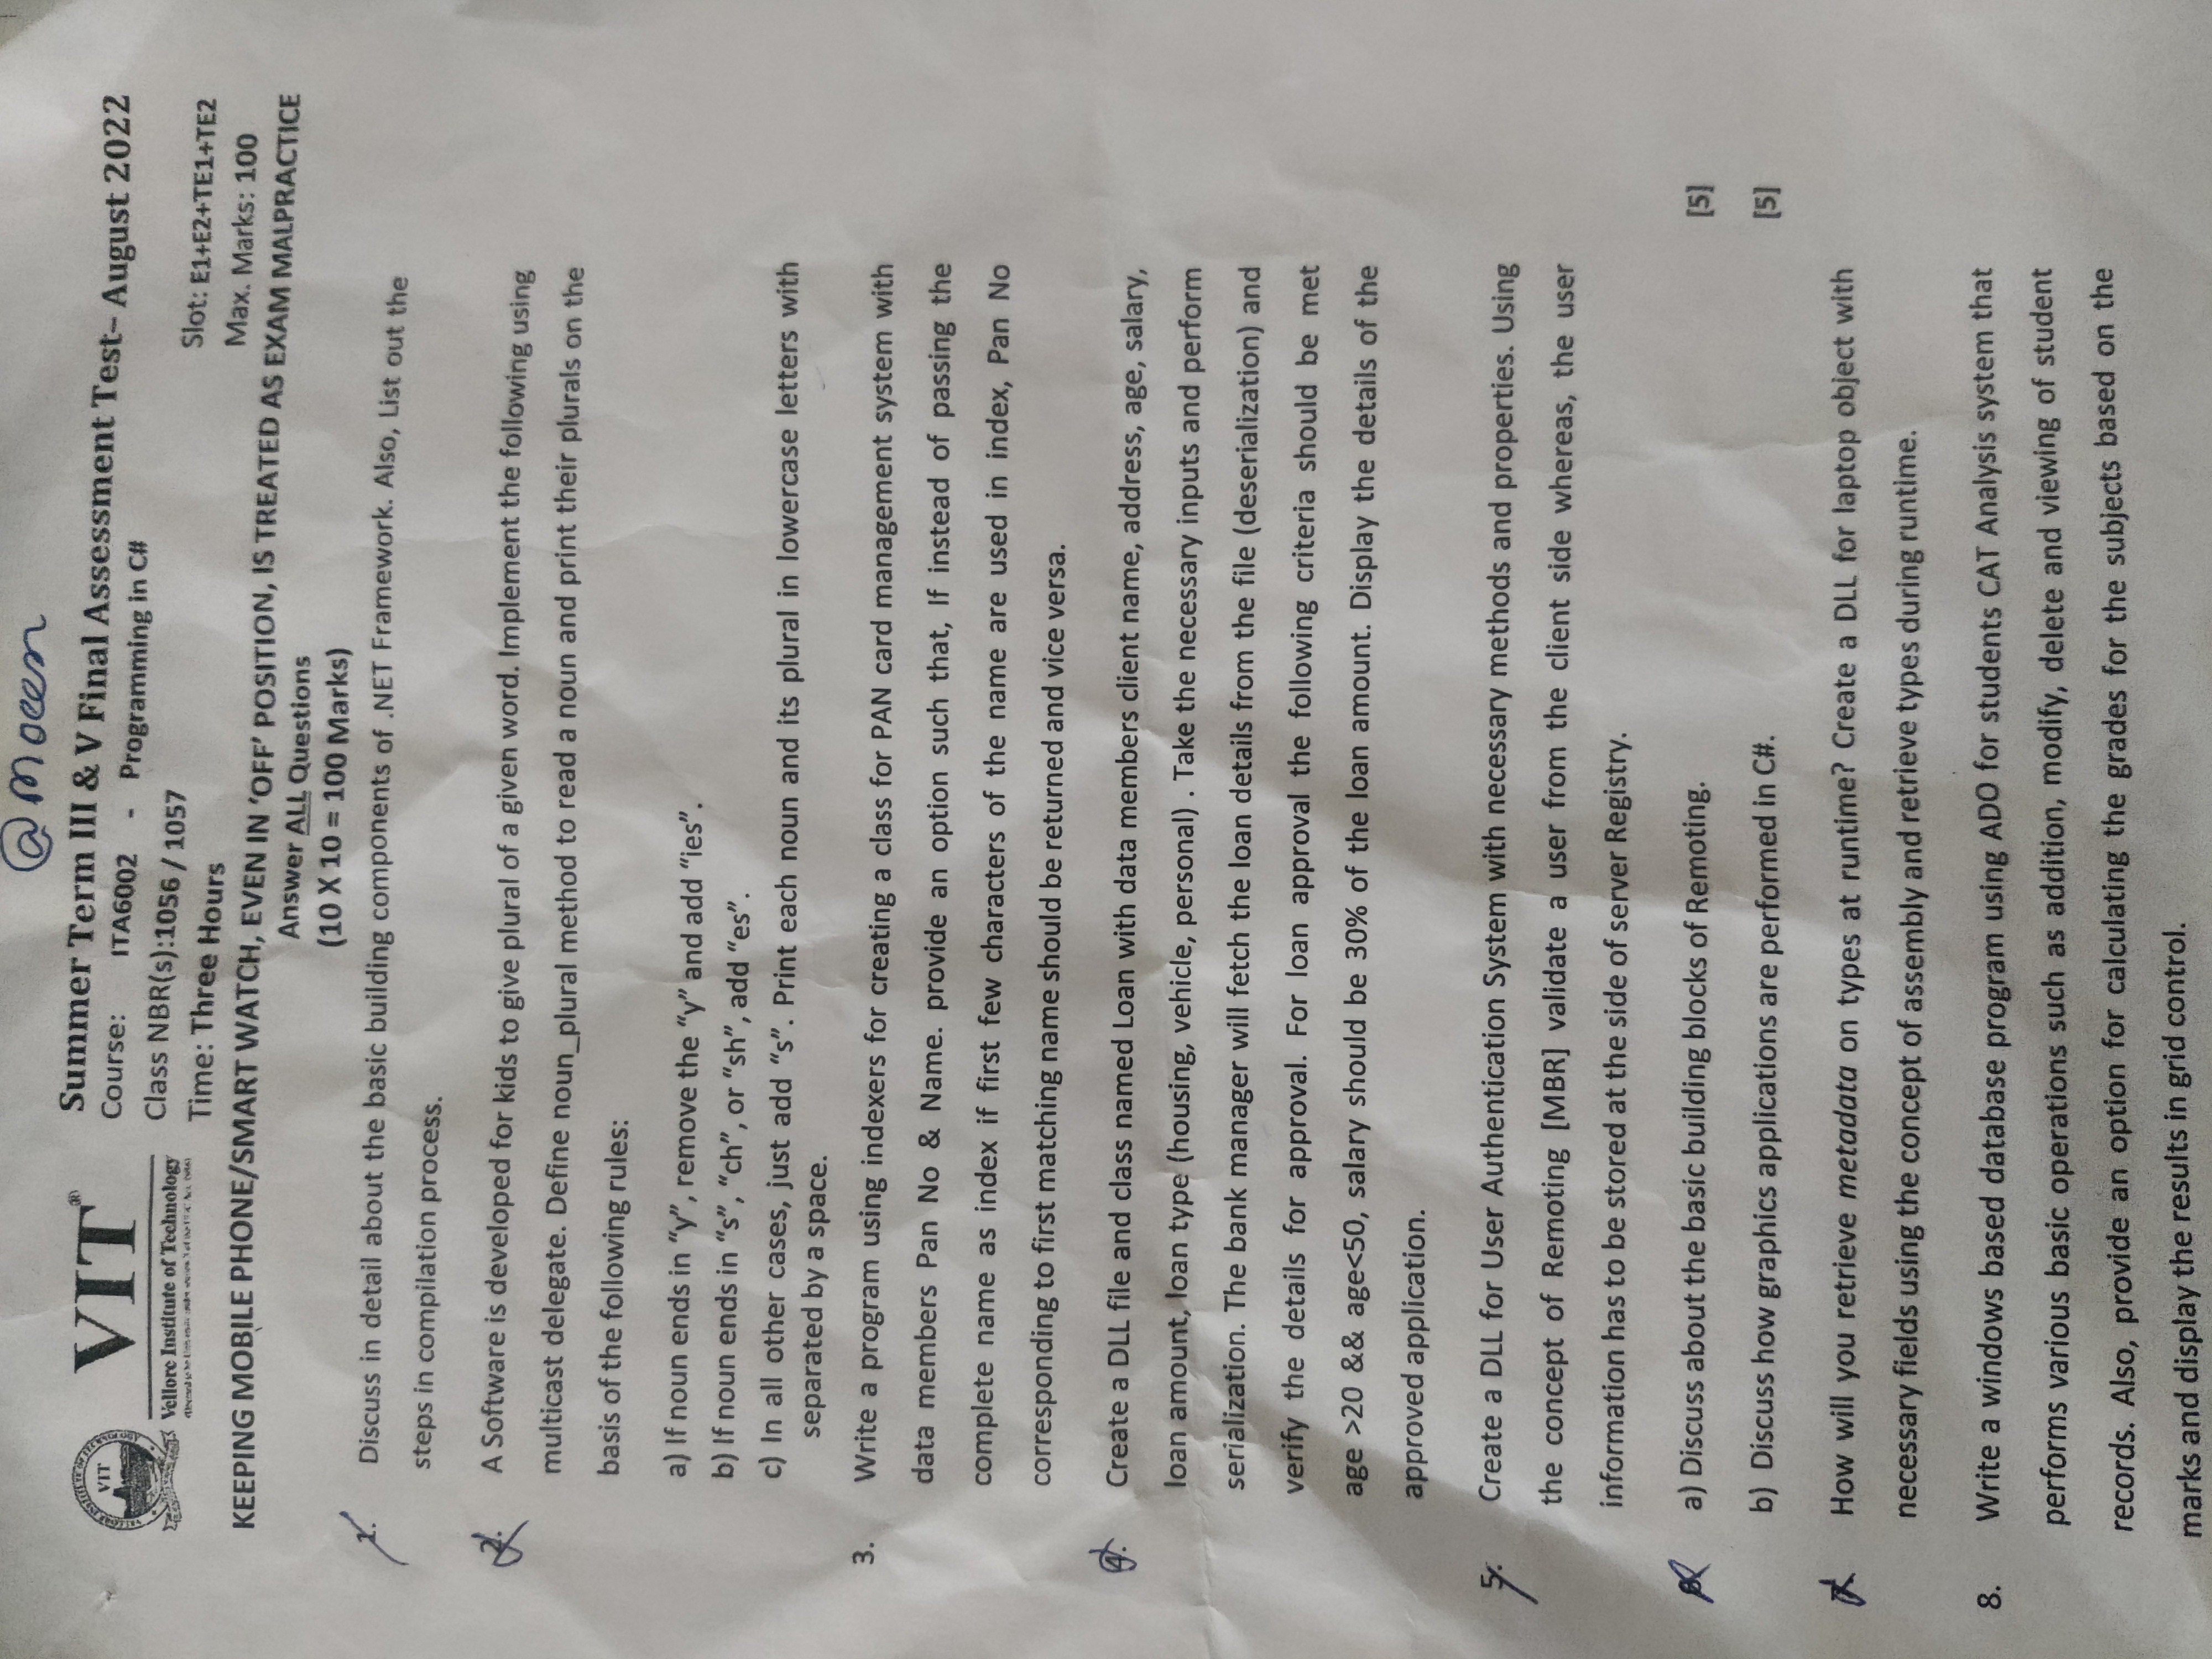 @moeen
VIT
VIT®
Vellore Institute of Technology
Summer Term III & V Final Assessment Test– August 2022
Course: ITA6002 - Programming in C#
Class NBR(s):1056 / 1057
Time: Three Hours
Slot: E1+E2+TE1+TE2
Max. Marks: 100
KEEPING MOBILE PHONE/SMART WATCH, EVEN IN ‘OFF’ POSITION, IS TREATED AS EXAM MALPRACTICE
Answer ALL Questions
(10 X 10 = 100 Marks)
1. Discuss in detail about the basic building components of .NET Framework. Also, List out the
steps in compilation process.
2. A Software is developed for kids to give plural of a given word. Implement the following using
multicast delegate. Define noun_plural method to read a noun and print their plurals on the
basis of the following rules:
a) If noun ends in “y”, remove the “y” and add “ies”.
b) If noun ends in “s”, “ch”, or “sh”, add “es”.
c) In all other cases, just add “s”. Print each noun and its plural in lowercase letters with
separated by a space.
3. Write a program using indexers for creating a class for PAN card management system with
data members Pan No & Name. provide an option such that, If instead of passing the
complete name as index if first few characters of the name are used in index, Pan No
corresponding to first matching name should be returned and vice versa.
4. Create a DLL file and class named Loan with data members client name, address, age, salary,
loan amount, loan type (housing, vehicle, personal) . Take the necessary inputs and perform
serialization. The bank manager will fetch the loan details from the file (deserialization) and
verify the details for approval. For loan approval the following criteria should be met
age >20 && age<50, salary should be 30% of the loan amount. Display the details of the
approved application.
5. Create a DLL for User Authentication System with necessary methods and properties. Using
the concept of Remoting [MBR] validate a user from the client side whereas, the user
information has to be stored at the side of server Registry.
6. a) Discuss about the basic building blocks of Remoting. [5]
b) Discuss how graphics applications are performed in C#. [5]
7. How will you retrieve metadata on types at runtime? Create a DLL for laptop object with
necessary fields using the concept of assembly and retrieve types during runtime.
8. Write a windows based database program using ADO for students CAT Analysis system that
performs various basic operations such as addition, modify, delete and viewing of student
records. Also, provide an option for calculating the grades for the subjects based on the
marks and display the results in grid control.